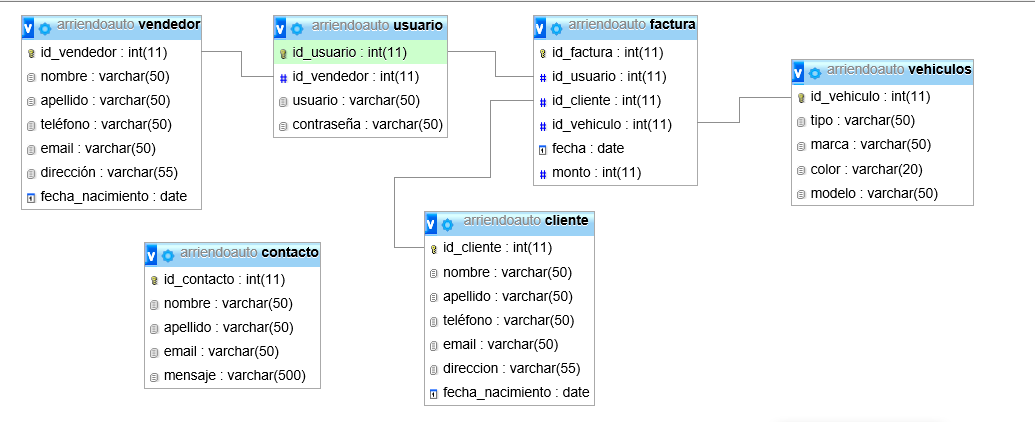 arriendoauto vendedor
id_vendedor : int(11)
nombre : varchar(50)
apellido : varchar(50)
teléfono : varchar(50)
email : varchar(50)
dirección : varchar(55)
fecha_nacimiento : date
arriendoauto usuario
id_usuario : int(11)
id_vendedor : int(11)
usuario : varchar(50)
contraseña : varchar(50)
arriendoauto factura
id_factura : int(11)
id_usuario : int(11)
id_cliente : int(11)
id_vehiculo : int(11)
fecha : date
monto : int(11)
arriendoauto vehiculos
id_vehiculo : int(11)
tipo : varchar(50)
marca : varchar(50)
color : varchar(20)
modelo : varchar(50)
arriendoauto contacto
id_contacto : int(11)
nombre : varchar(50)
apellido : varchar(50)
email : varchar(50)
mensaje : varchar(500)
arriendoauto cliente
id_cliente : int(11)
nombre : varchar(50)
apellido : varchar(50)
teléfono : varchar(50)
email : varchar(50)
direccion : varchar(55)
fecha_nacimiento : date